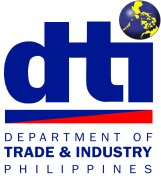 dti
DEPARTMENT OF
TRADE & INDUSTRY
PHILIPPINES